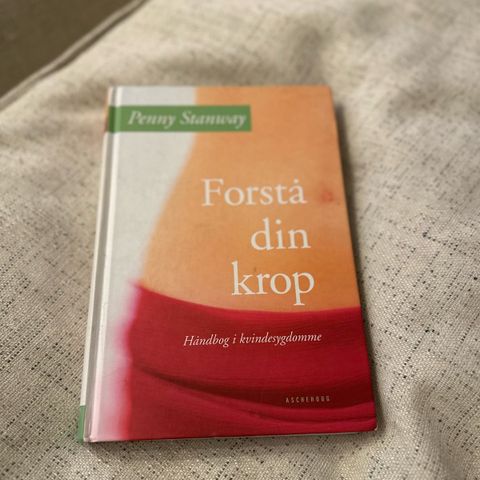 Penny Stanway
Forstå
din
krop
Håndbog i kvindesygdomme
ASCHEHOUG